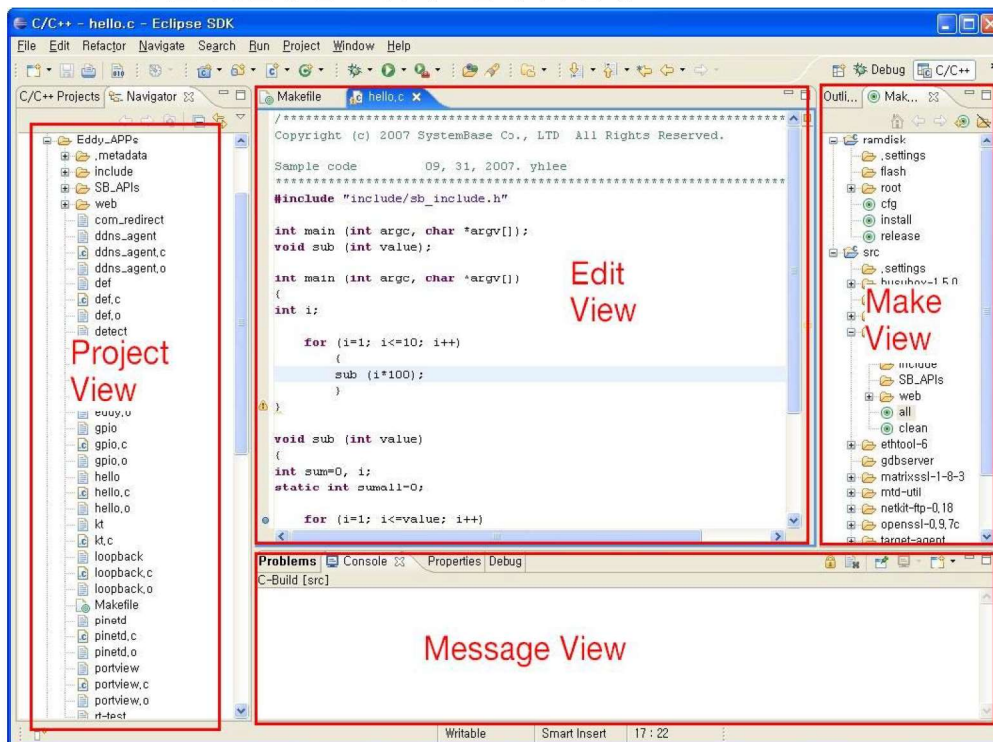 C/C++ - hello.c - Eclipse SDK
File Edit Refactor Navigate Search Run Project Window Help
Debug C/C++
C/C++ Projects Navigator
Eddy_APPs
.metadata
include
SB_APIs
web
com_redirect
ddns_agent
ddns_agent.c
ddns_agent.o
def
def.c
def.o
detect
Project
View
eddy.o
gpio
gpio.c
gpio.o
hello
hello.c
hello.o
kt
kt.c
loopback
loopback.c
loopback.o
Makefile
pinetd
pinetd.c
pinetd.o
portview
portview.c
portview.o
rt-test
Makefile hello.c
/****************************************************************
Copyright (c) 2007 SystemBase Co., LTD All Rights Reserved.
Sample code 09, 31, 2007. yhlee
****************************************************************
#include "include/sb_include.h"
int main (int argc, char *argv[]);
void sub (int value);
int main (int argc, char *argv[])
{
int i;
for (i=1; i<=10; i++)
{
sub (i*100);
}
}
void sub (int value)
{
int sum=0, i;
static int sumall=0;
for (i=1; i<=value; i++)
Edit
View
Outli... Mak...
ramdisk
.settings
flash
root
cfg
install
release
src
.settings
busybox-1.5.0
Make
View
include
SB_APIs
web
all
clean
ethtool-6
gdbserver
matrixssl-1-8-3
mtd-util
netkit-ftp-0.18
openssl-0.9.7c
target-agent
Problems Console Properties Debug
C-Build [src]
Message View
Writable Smart Insert 17 : 22